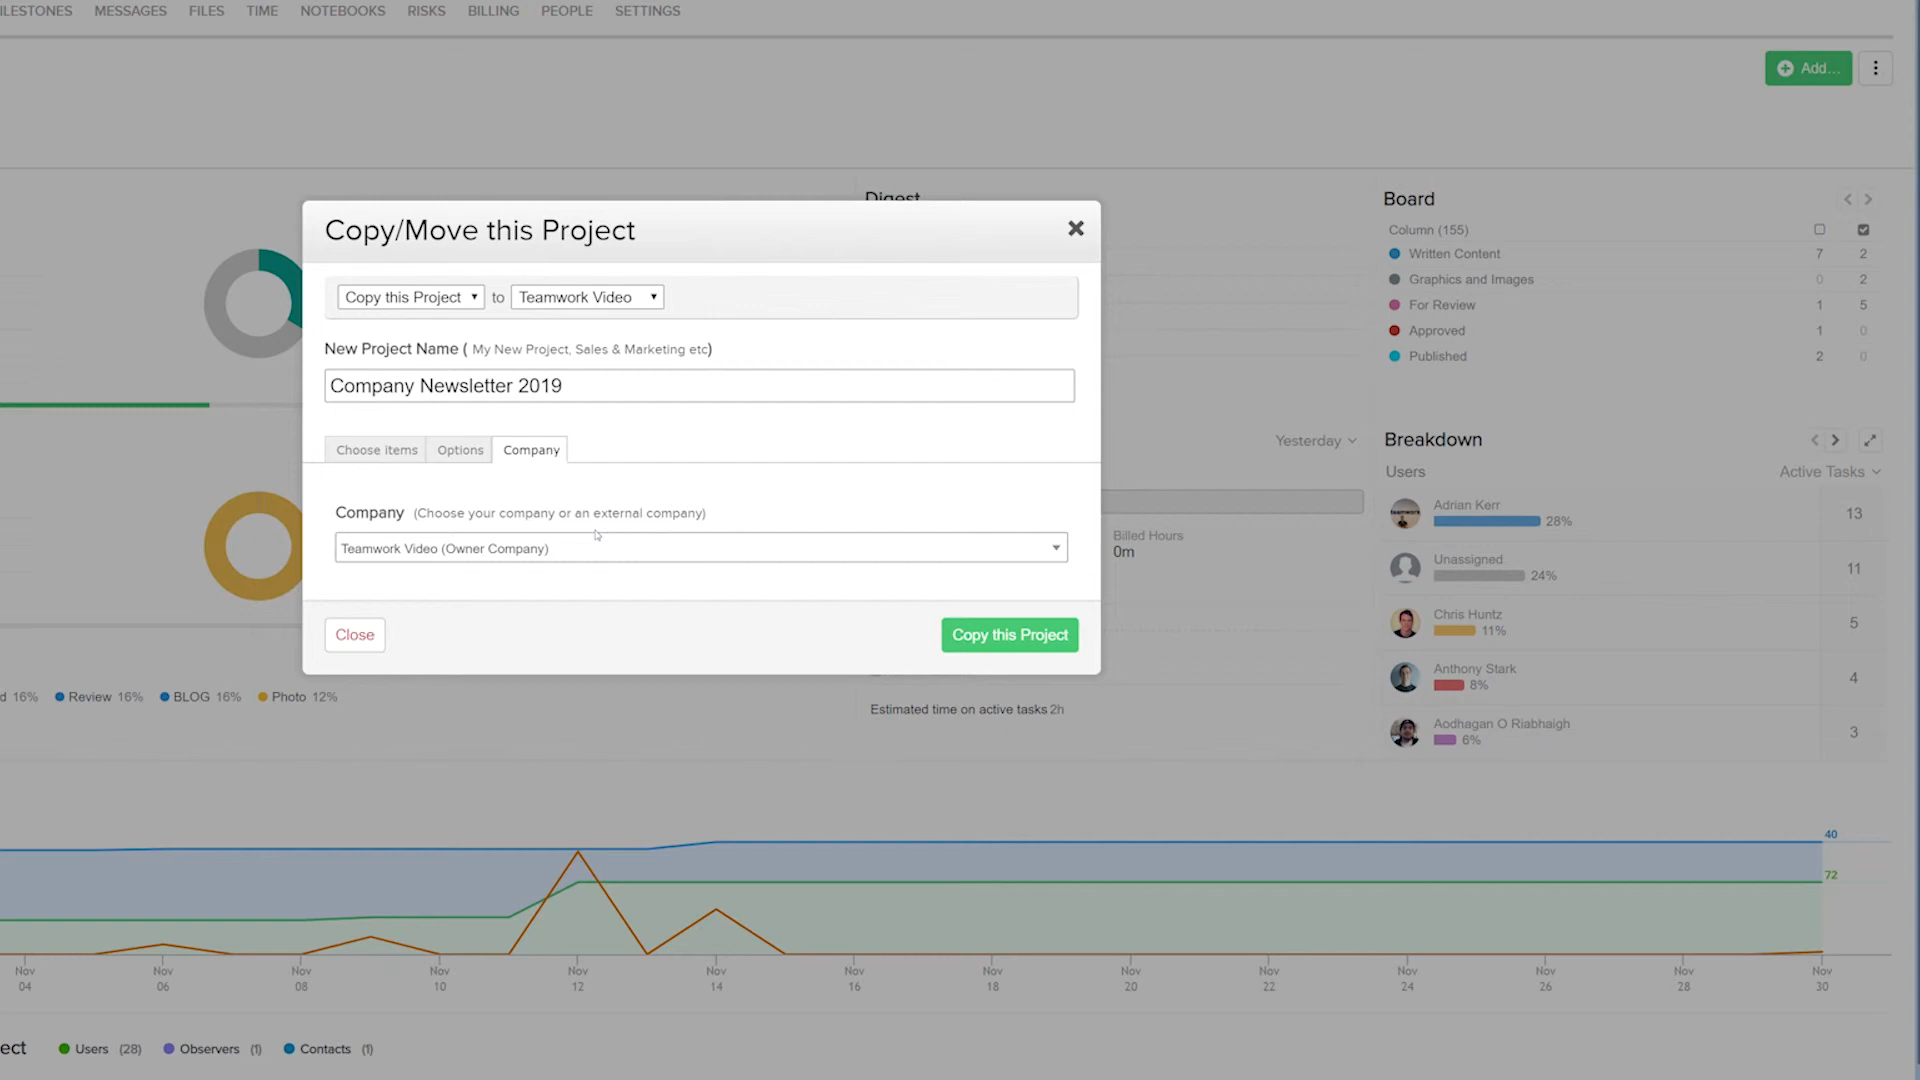 ILESTONES MESSAGES FILES TIME NOTEBOOKS RISKS BILLING PEOPLE SETTINGS
Add...
Digest
Board
Column (155)
Written Content 7 2
Graphics and Images 0 2
For Review 1 5
Approved 1 0
Published 2 0
Copy/Move this Project
Copy this Project to Teamwork Video
New Project Name ( My New Project, Sales & Marketing etc)
Company Newsletter 2019
Choose items Options Company
Company (Choose your company or an external company)
Teamwork Video (Owner Company)
Close Copy this Project
Yesterday
Billed Hours
0m
Breakdown
Users Active Tasks
Adrian Kerr
28% 13
Unassigned
24% 11
Chris Huntz
11% 5
Anthony Stark
8% 4
Aodhagan O Riabhaigh
6% 3
d 16% Review 16% BLOG 16% Photo 12%
Estimated time on active tasks 2h
40
72
Nov Nov Nov Nov Nov Nov Nov Nov Nov Nov Nov Nov Nov Nov
04 06 08 10 12 14 16 18 20 22 24 26 28 30
ect Users (28) Observers (1) Contacts (1)